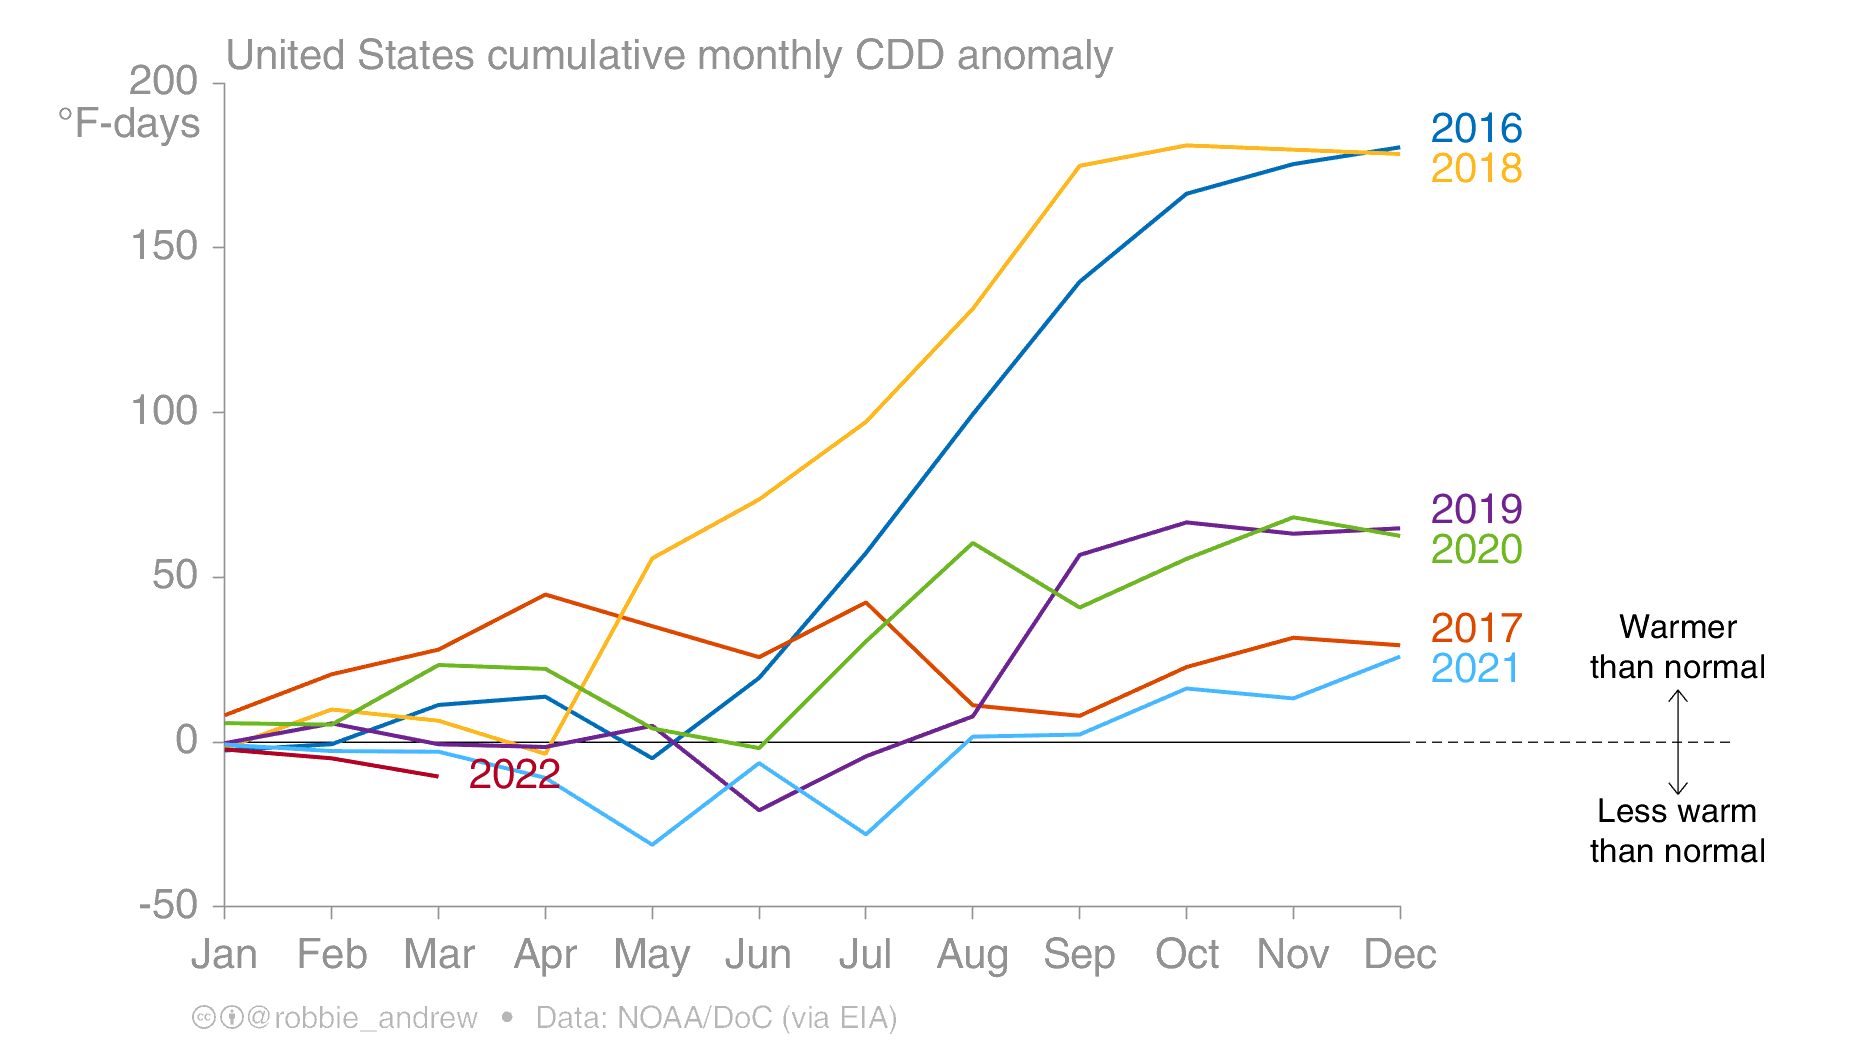 United States cumulative monthly CDD anomaly
200
°F-days
150
100
50
0
-50
2016
2018
2019
2020
2017
2021
2022
Warmer
than normal
Less warm
than normal
Jan Feb Mar Apr May Jun Jul Aug Sep Oct Nov Dec
cc @robbie_andrew • Data: NOAA/DoC (via EIA)